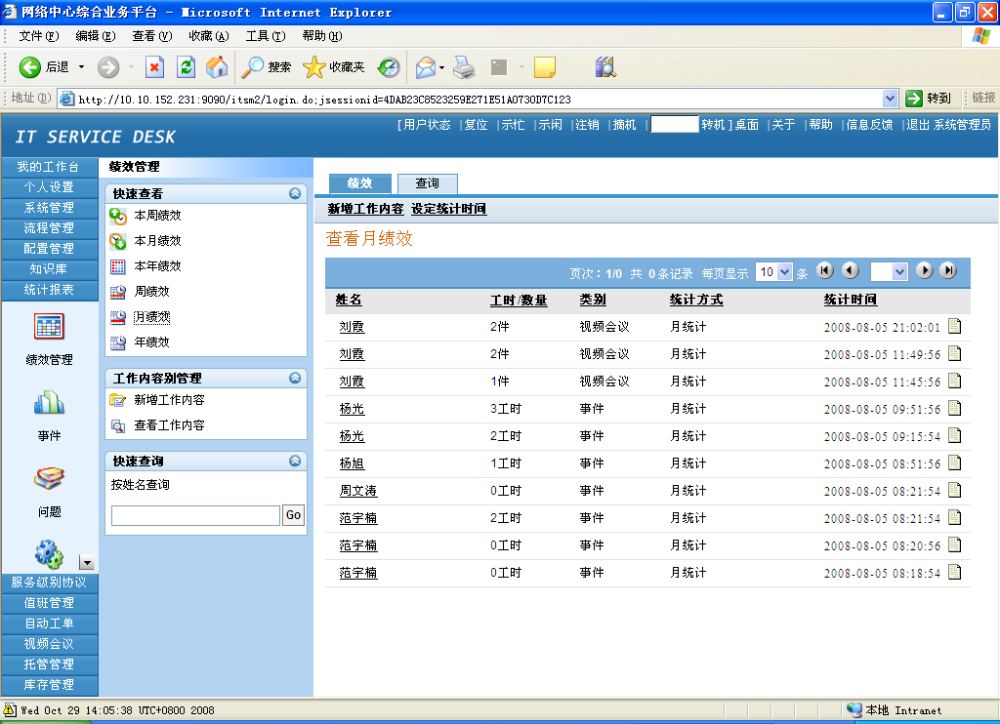 网络中心综合业务平台 - Microsoft Internet Explorer
文件(F) 编辑(E) 查看(V) 收藏(A) 工具(T) 帮助(H)
后退 搜索 收藏夹
地址(D) http://10.10.152.231:9090/itsm2/login.do;jsessionid=4DAB23C8523259E271E51A0730D7C123 转到 链接
IT SERVICE DESK
[用户状态 |复位 |示忙 |示闲 |注销 |摘机 | 转机]桌面 |关于 |帮助 |信息反馈 |退出 系统管理员
我的工作台
个人设置
系统管理
流程管理
配置管理
知识库
统计报表
绩效管理
事件
问题
服务级别协议
值班管理
自动工单
视频会议
托管管理
库存管理
绩效管理
快速查看
本周绩效
本月绩效
本年绩效
周绩效
月绩效
年绩效
工作内容别管理
新增工作内容
查看工作内容
快速查询
按姓名查询
Go
绩效 查询
新增工作内容 设定统计时间
查看月绩效
页次：1/0 共 0条记录 每页显示 10 条
姓名 工时/数量 类别 统计方式 统计时间
刘霞 2件 视频会议 月统计 2008-08-05 21:02:01
刘霞 2件 视频会议 月统计 2008-08-05 11:49:56
刘霞 1件 视频会议 月统计 2008-08-05 11:45:56
杨光 3工时 事件 月统计 2008-08-05 09:51:56
杨光 2工时 事件 月统计 2008-08-05 09:15:54
杨旭 1工时 事件 月统计 2008-08-05 08:51:56
周文涛 0工时 事件 月统计 2008-08-05 08:21:54
范宇楠 2工时 事件 月统计 2008-08-05 08:21:54
范宇楠 0工时 事件 月统计 2008-08-05 08:20:56
范宇楠 0工时 事件 月统计 2008-08-05 08:18:54
Wed Oct 29 14:05:38 UTC+0800 2008 本地 Intranet